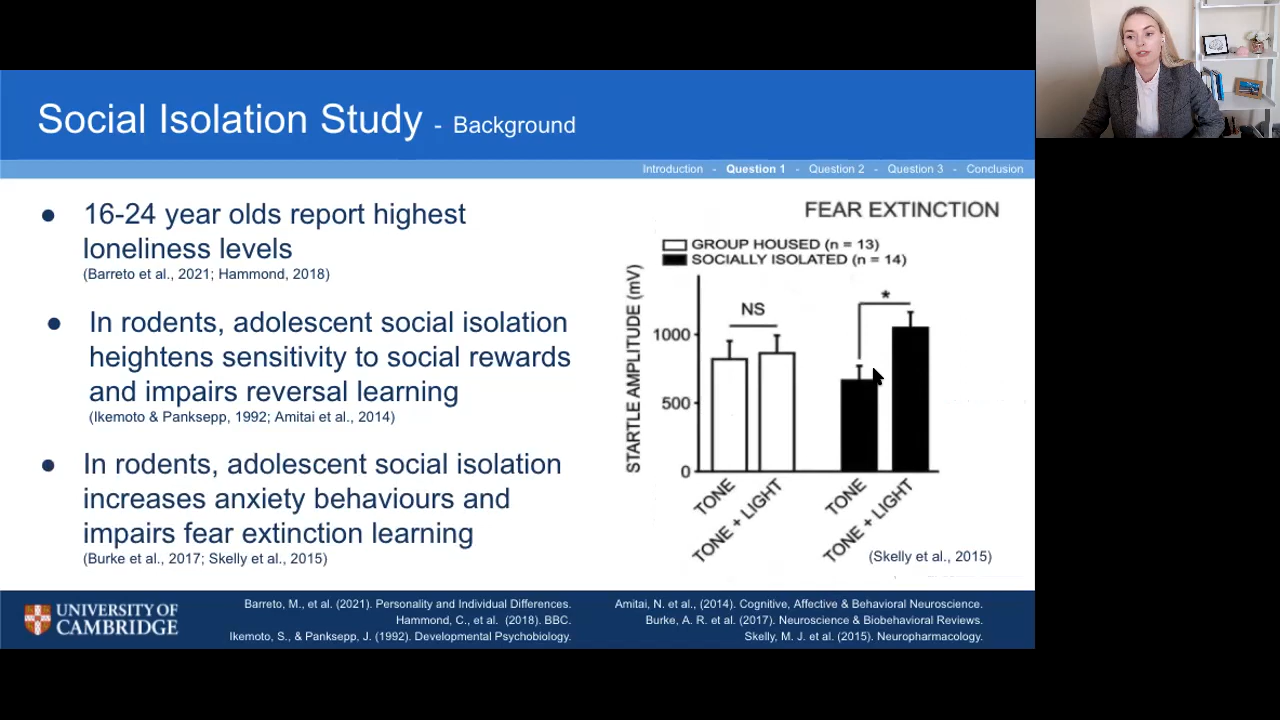 Social Isolation Study - Background
Introduction - Question 1 - Question 2 - Question 3 - Conclusion
● 16-24 year olds report highest
loneliness levels
(Barreto et al., 2021; Hammond, 2018)
● In rodents, adolescent social isolation
heightens sensitivity to social rewards
and impairs reversal learning
(Ikemoto & Panksepp, 1992; Amitai et al., 2014)
● In rodents, adolescent social isolation
increases anxiety behaviours and
impairs fear extinction learning
(Burke et al., 2017; Skelly et al., 2015)
FEAR EXTINCTION
GROUP HOUSED (n = 13)
SOCIALLY ISOLATED (n = 14)
STARTLE AMPLITUDE (mV)
1000
500
0
NS
*
TONE
TONE + LIGHT
TONE
TONE + LIGHT
(Skelly et al., 2015)
UNIVERSITY OF
CAMBRIDGE
Barreto, M., et al. (2021). Personality and Individual Differences.
Hammond, C., et al. (2018). BBC.
Ikemoto, S., & Panksepp, J. (1992). Developmental Psychobiology.
Amitai, N. et al., (2014). Cognitive, Affective & Behavioral Neuroscience.
Burke, A. R. et al. (2017). Neuroscience & Biobehavioral Reviews.
Skelly, M. J. et al. (2015). Neuropharmacology.